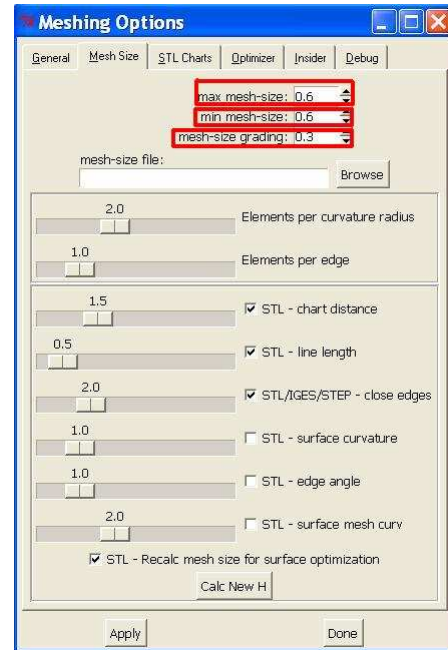 Meshing Options
General Mesh Size STL Charts Optimizer Insider Debug
max mesh-size: 0.6
min mesh-size: 0.6
mesh-size grading: 0.3
mesh-size file:
Browse
2.0
Elements per curvature radius
1.0
Elements per edge
1.5
STL - chart distance
0.5
STL - line length
2.0
STL/IGES/STEP - close edges
1.0
STL - surface curvature
1.0
STL - edge angle
2.0
STL - surface mesh curv
STL - Recalc mesh size for surface optimization
Calc New H
Apply Done